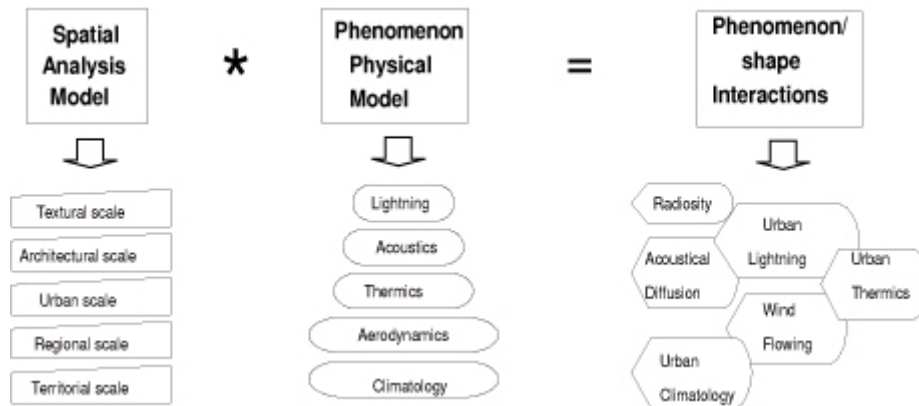 Spatial
Analysis
Model
*
Phenomenon
Physical
Model
=
Phenomenon/
shape
Interactions
Textural scale
Architectural scale
Urban scale
Regional scale
Territorial scale
Lightning
Acoustics
Thermics
Aerodynamics
Climatology
Radiosity
Urban
Lightning
Acoustical
Diffusion
Urban
Thermics
Wind
Flowing
Urban
Climatology